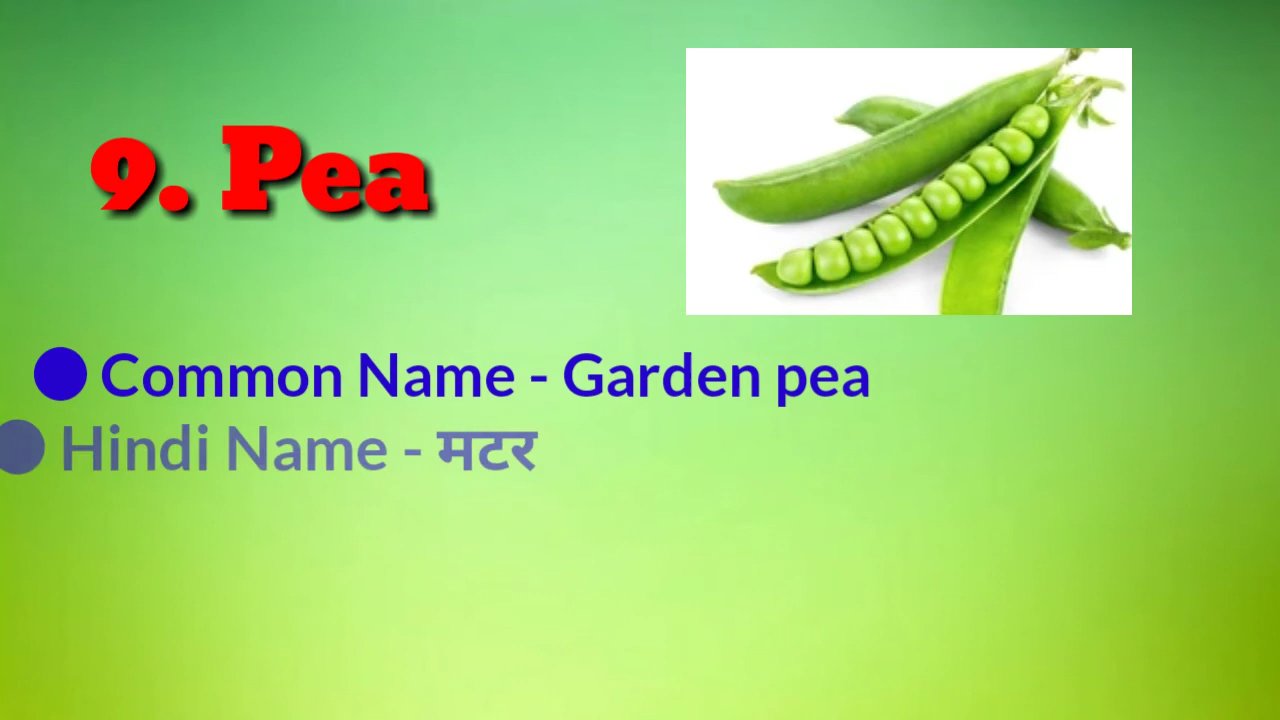 9. Pea
Common Name - Garden pea
Hindi Name - मटर